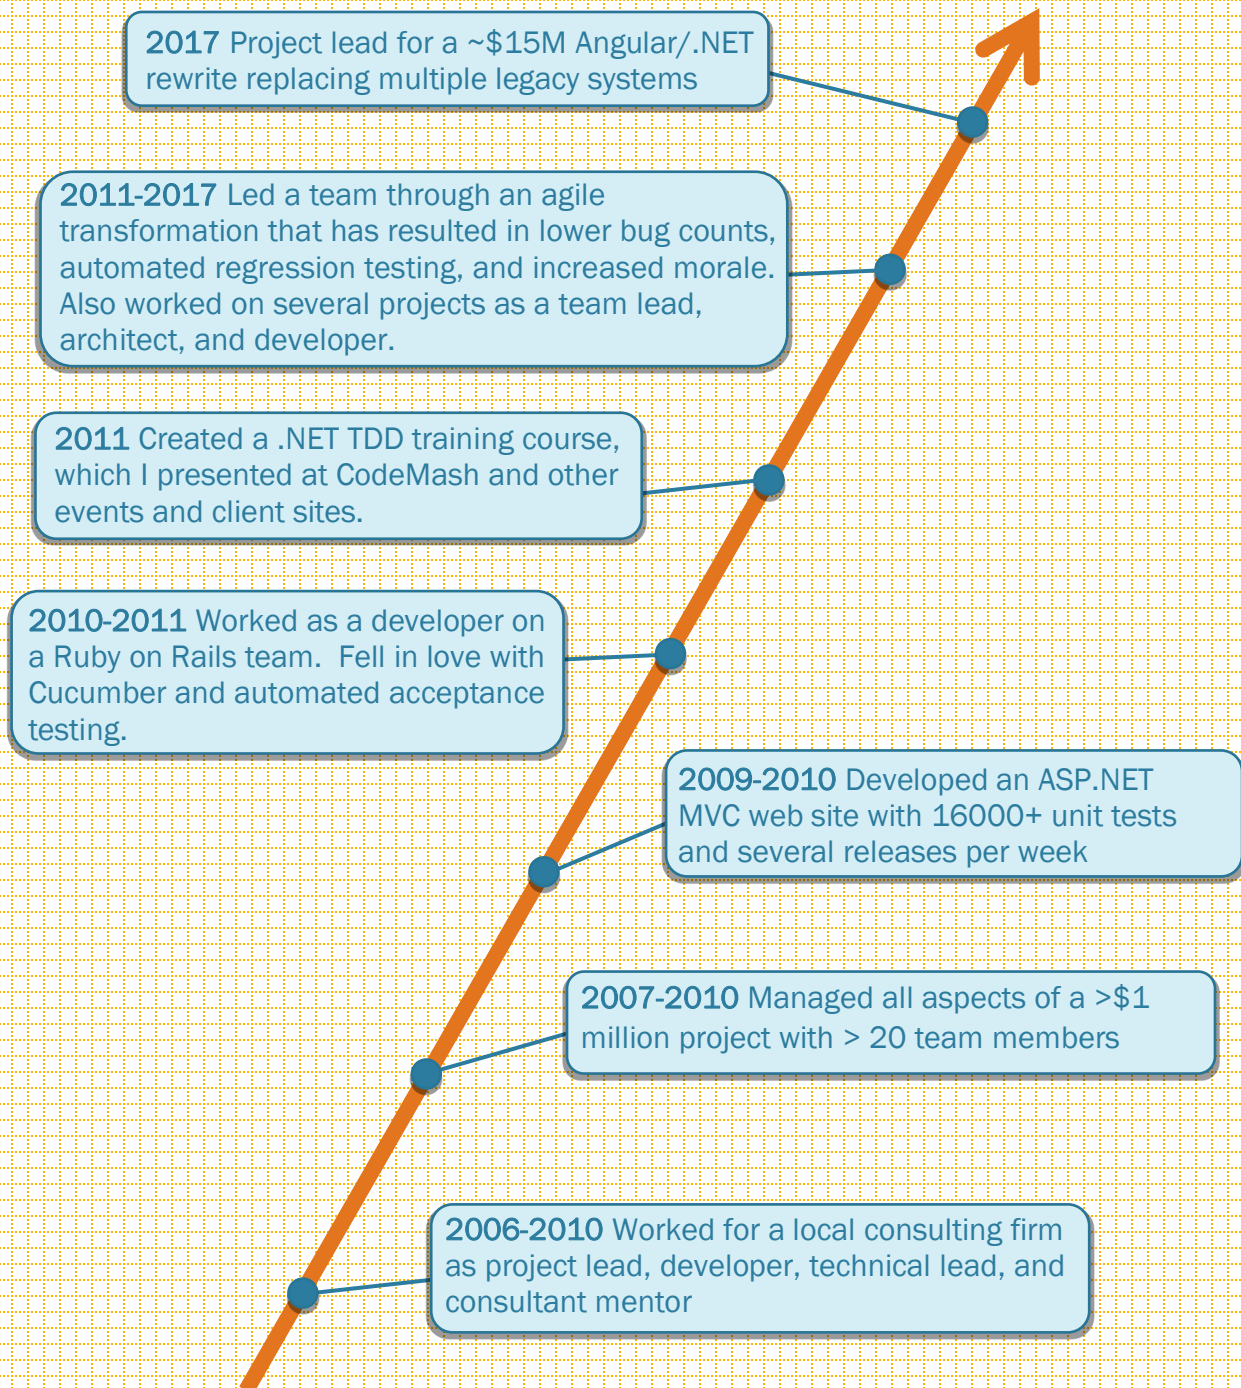 2017 Project lead for a ~$15M Angular/.NET
rewrite replacing multiple legacy systems
2011-2017 Led a team through an agile
transformation that has resulted in lower bug counts,
automated regression testing, and increased morale.
Also worked on several projects as a team lead,
architect, and developer.
2011 Created a .NET TDD training course,
which I presented at CodeMash and other
events and client sites.
2010-2011 Worked as a developer on
a Ruby on Rails team.  Fell in love with
Cucumber and automated acceptance
testing.
2009-2010 Developed an ASP.NET
MVC web site with 16000+ unit tests
and several releases per week
2007-2010 Managed all aspects of a >$1
million project with > 20 team members
2006-2010 Worked for a local consulting firm
as project lead, developer, technical lead, and
consultant mentor